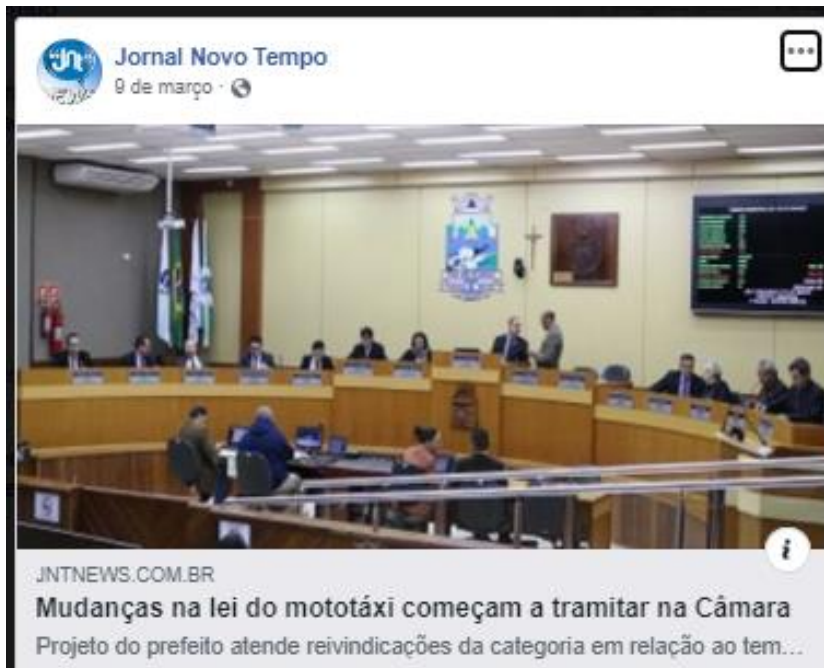 Jornal Novo Tempo
9 de março ·
JNTNEWS.COM.BR
Mudanças na lei do mototáxi começam a tramitar na Câmara
Projeto do prefeito atende reivindicações da categoria em relação ao tem...